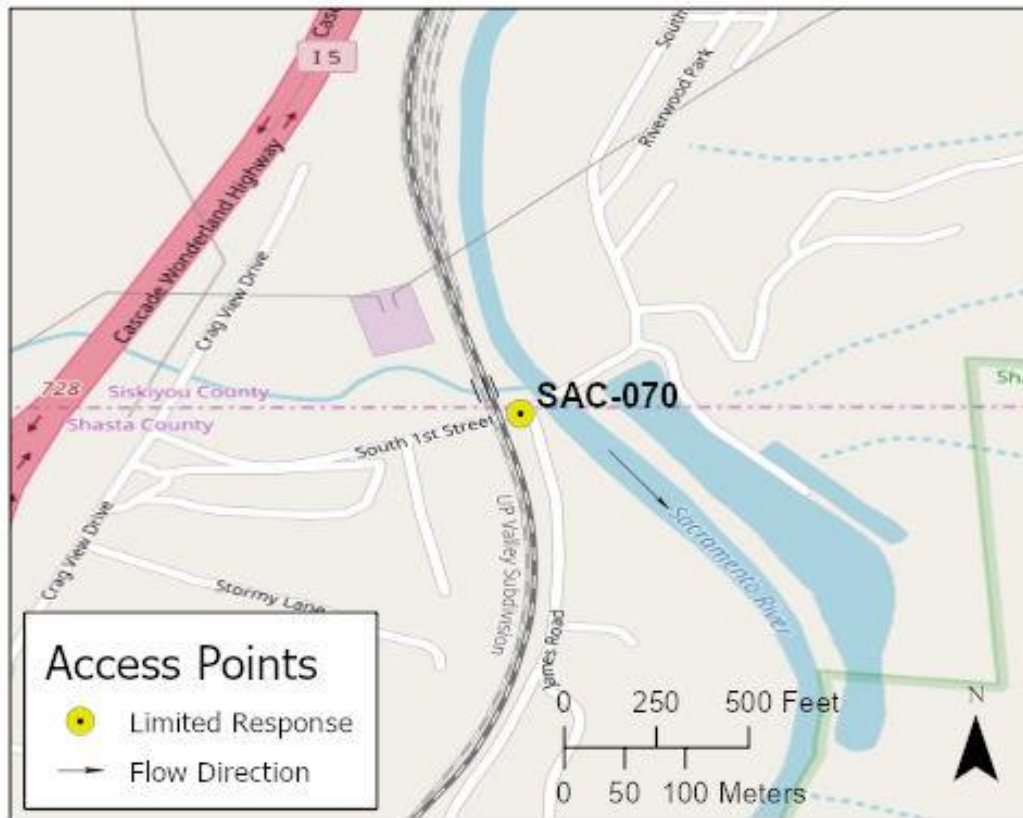 Casc
I 5
South
Riverwood Park
Cascade Wonderland Highway
Crag View Drive
728
Siskiyou County
Shasta County
SAC-070
Sh
South 1st Street
Sacramento River
UP Valley Subdivision
Crag View Drive
Stormy Lane
James Road
Access Points
Limited Response
Flow Direction
0 250 500 Feet
0 50 100 Meters
N